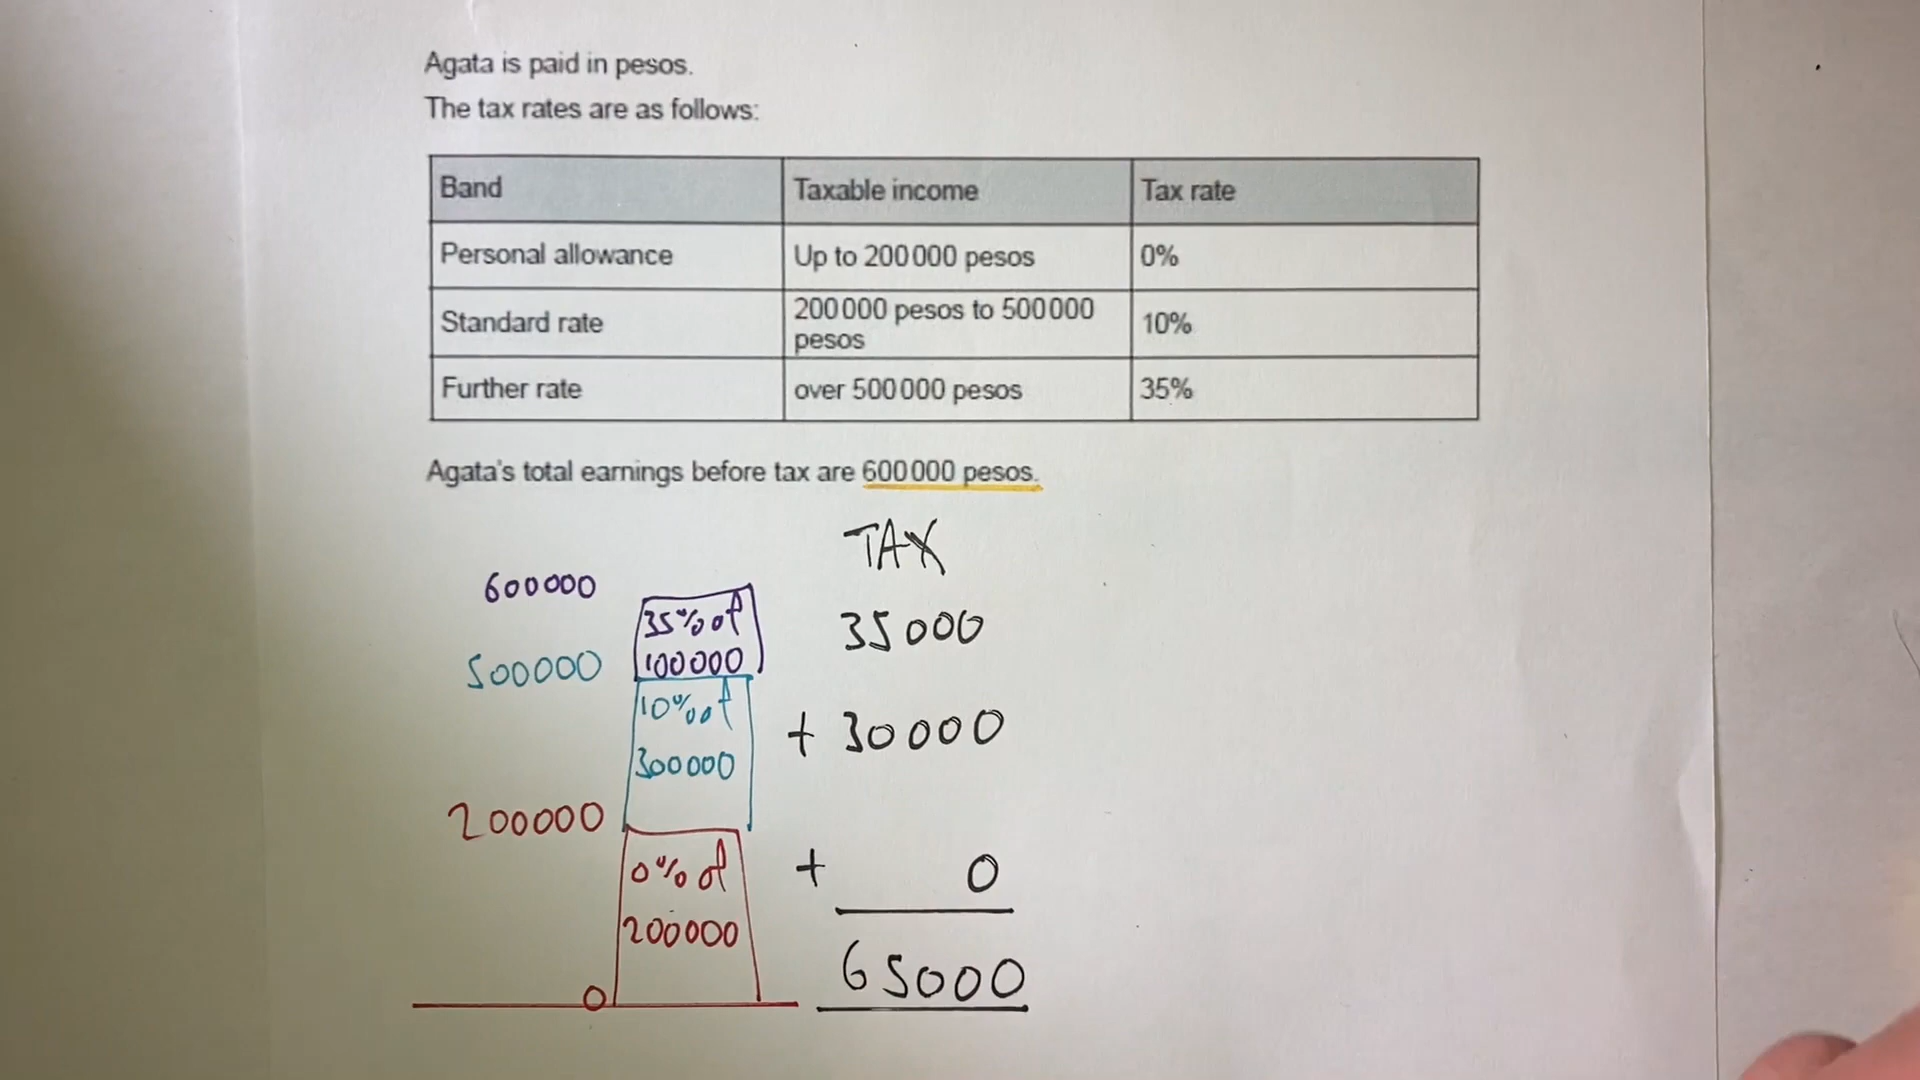 Agata is paid in pesos.
The tax rates are as follows:
Band Taxable income Tax rate
Personal allowance Up to 200000 pesos 0%
Standard rate 200000 pesos to 500000 pesos 10%
Further rate over 500000 pesos 35%
Agata's total earnings before tax are 600000 pesos.
TAX
600000 35% of 100000 35000
500000 10% of 300000 + 30000
200000 0% of 200000 + 0
0 65000